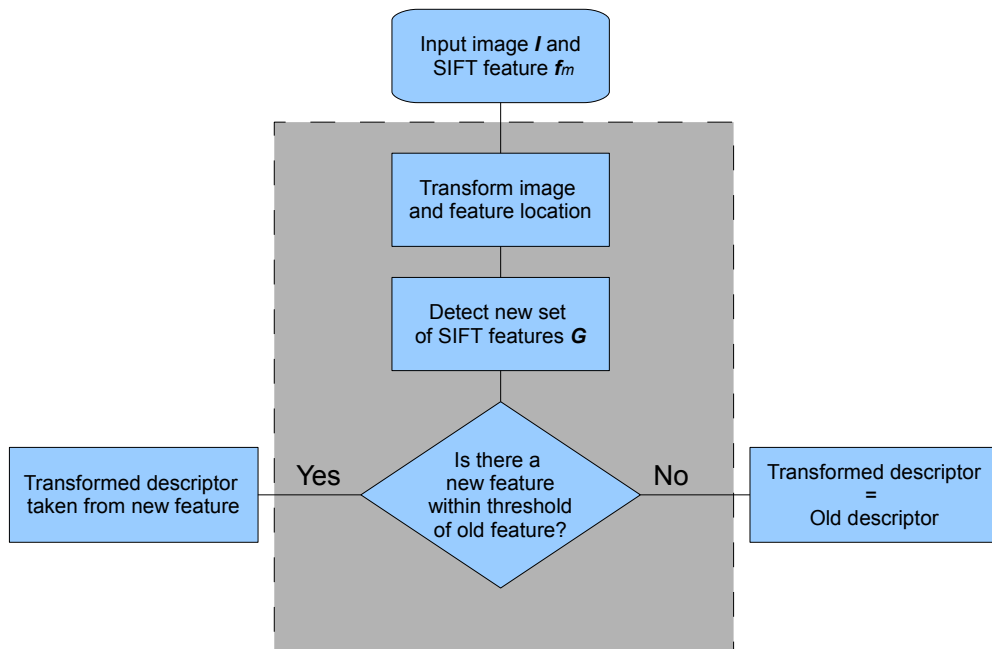 Input image I and
SIFT feature fm
Transform image
and feature location
Detect new set
of SIFT features G
Is there a
new feature
within threshold
of old feature?
Yes
No
Transformed descriptor
taken from new feature
Transformed descriptor
=
Old descriptor